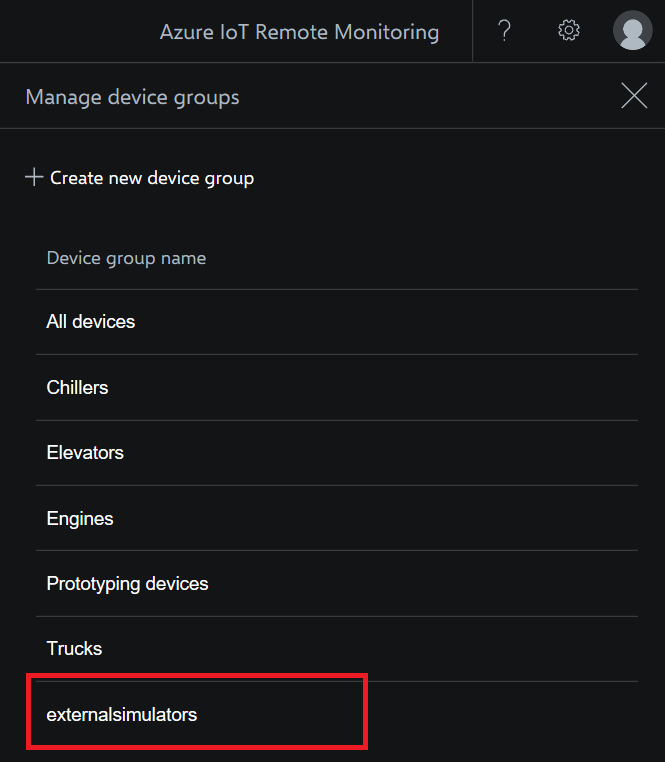 Azure IoT Remote Monitoring ?
Manage device groups
Create new device group
Device group name
All devices
Chillers
Elevators
Engines
Prototyping devices
Trucks
externalsimulators